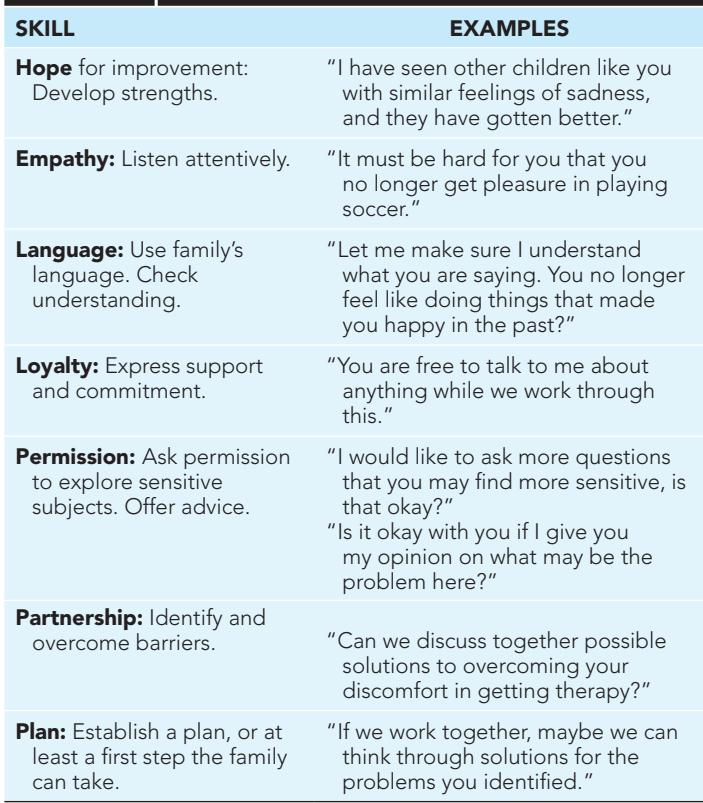 SKILL EXAMPLES
Hope for improvement:
Develop strengths.
“I have seen other children like you
with similar feelings of sadness,
and they have gotten better.”
Empathy: Listen attentively.
“It must be hard for you that you
no longer get pleasure in playing
soccer.”
Language: Use family’s
language. Check
understanding.
“Let me make sure I understand
what you are saying. You no longer
feel like doing things that made
you happy in the past?”
Loyalty: Express support
and commitment.
“You are free to talk to me about
anything while we work through
this.”
Permission: Ask permission
to explore sensitive
subjects. Offer advice.
“I would like to ask more questions
that you may find more sensitive, is
that okay?”
“Is it okay with you if I give you
my opinion on what may be the
problem here?”
Partnership: Identify and
overcome barriers.
“Can we discuss together possible
solutions to overcoming your
discomfort in getting therapy?”
Plan: Establish a plan, or at
least a first step the family
can take.
“If we work together, maybe we can
think through solutions for the
problems you identified.”